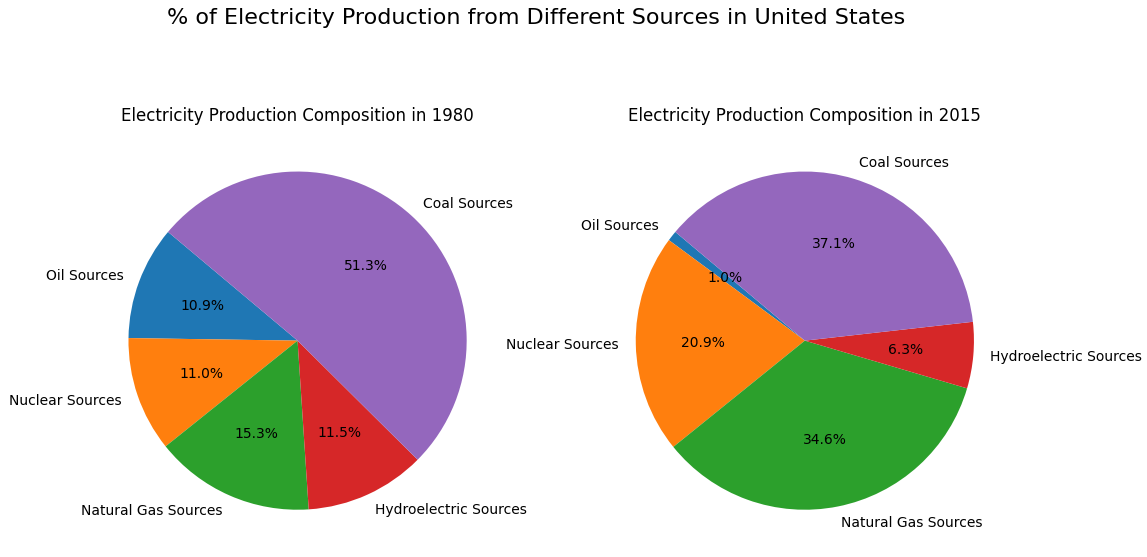 % of Electricity Production from Different Sources in United States
Electricity Production Composition in 1980
Coal Sources
51.3%
Oil Sources
10.9%
Nuclear Sources
11.0%
Natural Gas Sources
15.3%
Hydroelectric Sources
11.5%
Electricity Production Composition in 2015
Coal Sources
37.1%
Oil Sources
1.0%
Nuclear Sources
20.9%
Natural Gas Sources
34.6%
Hydroelectric Sources
6.3%